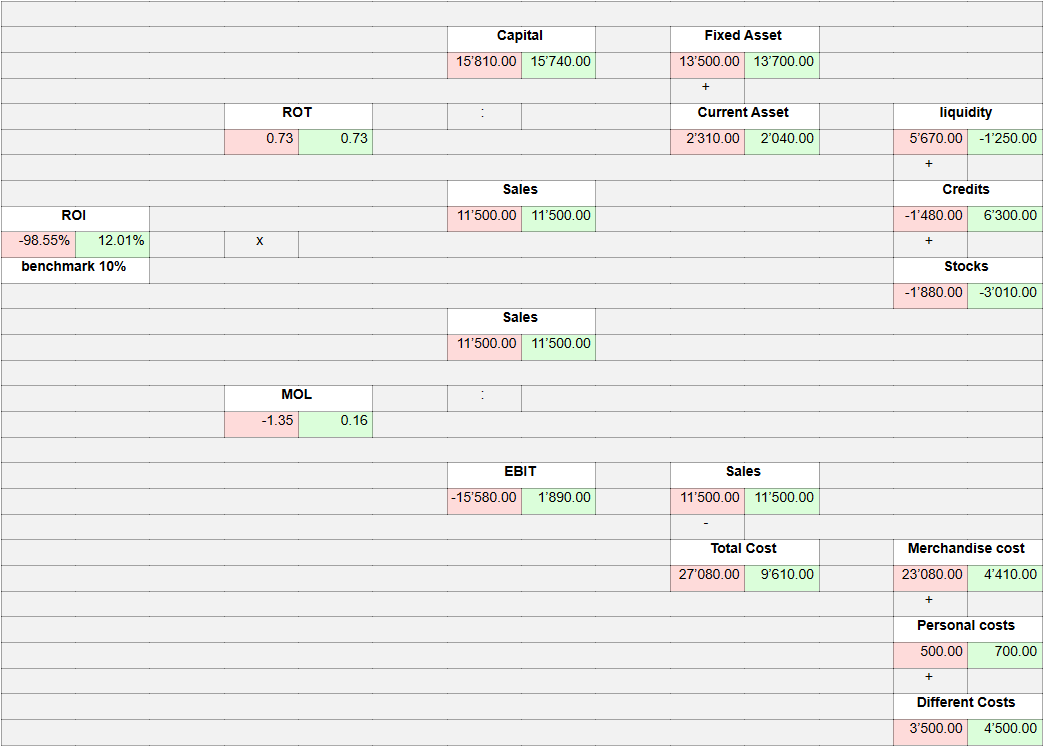 Capital Fixed Asset
15’810.00 15’740.00 13’500.00 13’700.00
+
ROT : Current Asset liquidity
0.73 0.73 2’310.00 2’040.00 5’670.00 -1’250.00
+
Sales Credits
ROI 11’500.00 11’500.00 -1’480.00 6’300.00
-98.55% 12.01% x +
benchmark 10% Stocks
-1’880.00 -3’010.00
Sales
11’500.00 11’500.00
MOL :
-1.35 0.16
EBIT Sales
-15’580.00 1’890.00 11’500.00 11’500.00
-
Total Cost Merchandise cost
27’080.00 9’610.00 23’080.00 4’410.00
+
Personal costs
500.00 700.00
+
Different Costs
3’500.00 4’500.00